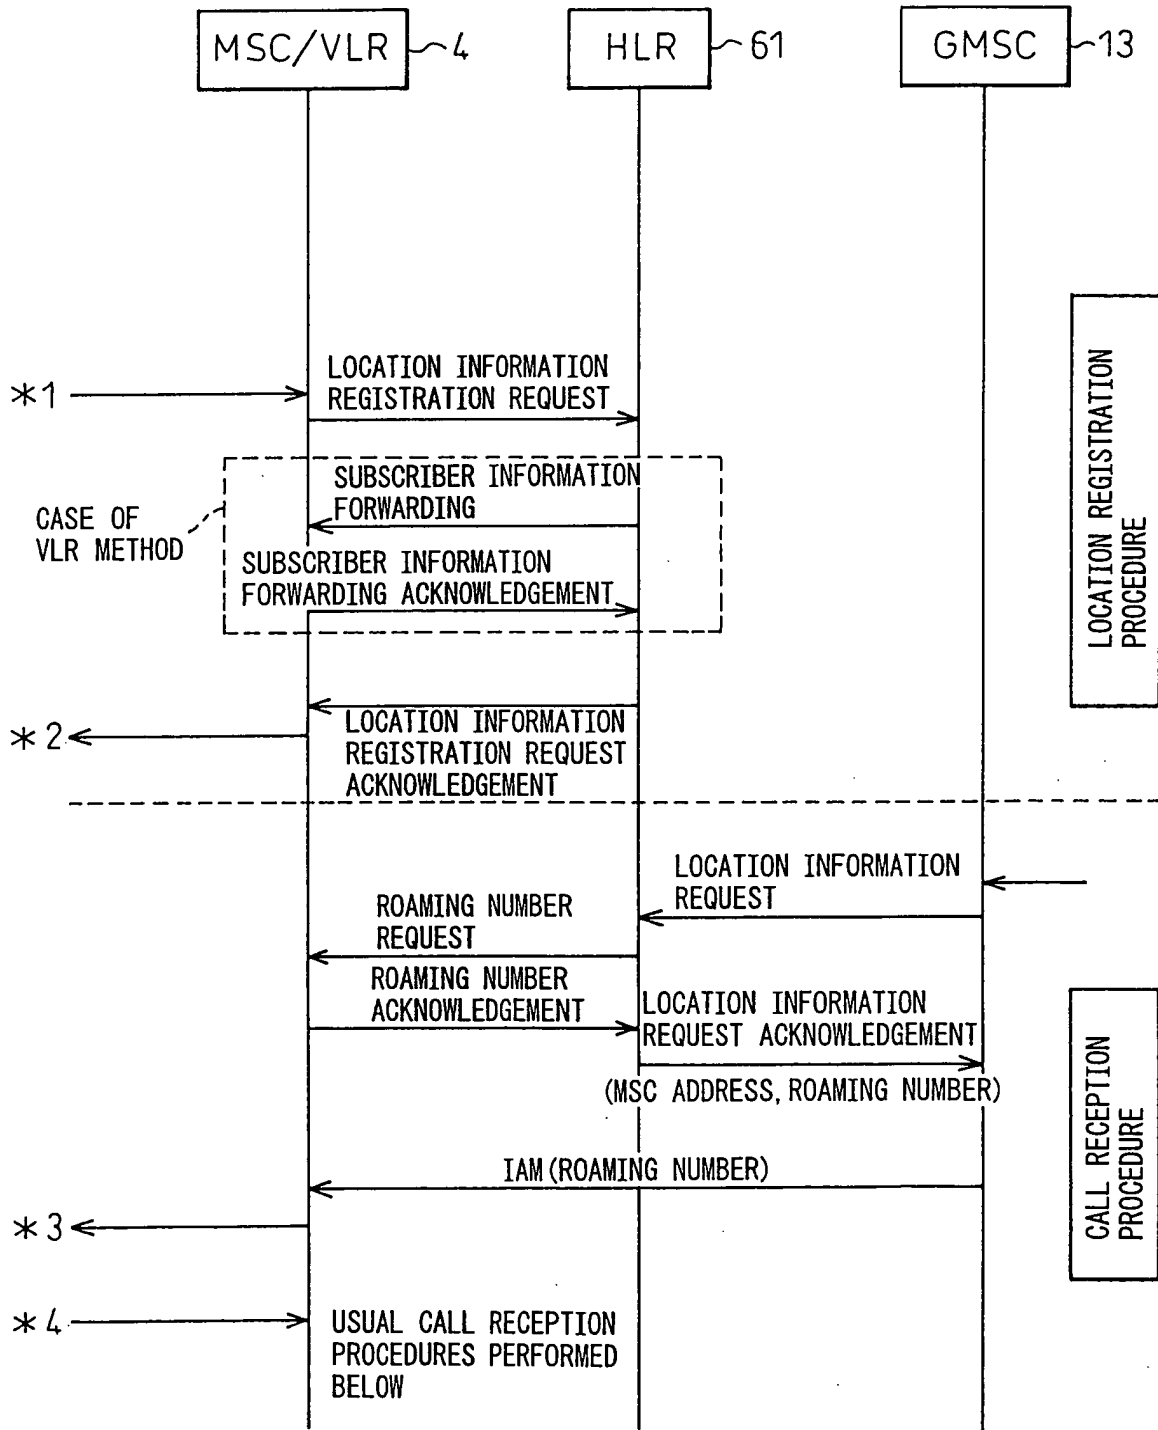 MSC/VLR 4
HLR 61
GMSC 13
LOCATION INFORMATION
REGISTRATION REQUEST
*1
SUBSCRIBER INFORMATION
FORWARDING
CASE OF
VLR METHOD
SUBSCRIBER INFORMATION
FORWARDING ACKNOWLEDGEMENT
LOCATION REGISTRATION
PROCEDURE
*2
LOCATION INFORMATION
REGISTRATION REQUEST
ACKNOWLEDGEMENT
LOCATION INFORMATION
REQUEST
ROAMING NUMBER
REQUEST
ROAMING NUMBER
ACKNOWLEDGEMENT
LOCATION INFORMATION
REQUEST ACKNOWLEDGEMENT
(MSC ADDRESS, ROAMING NUMBER)
CALL RECEPTION
PROCEDURE
IAM (ROAMING NUMBER)
*3
*4
USUAL CALL RECEPTION
PROCEDURES PERFORMED
BELOW